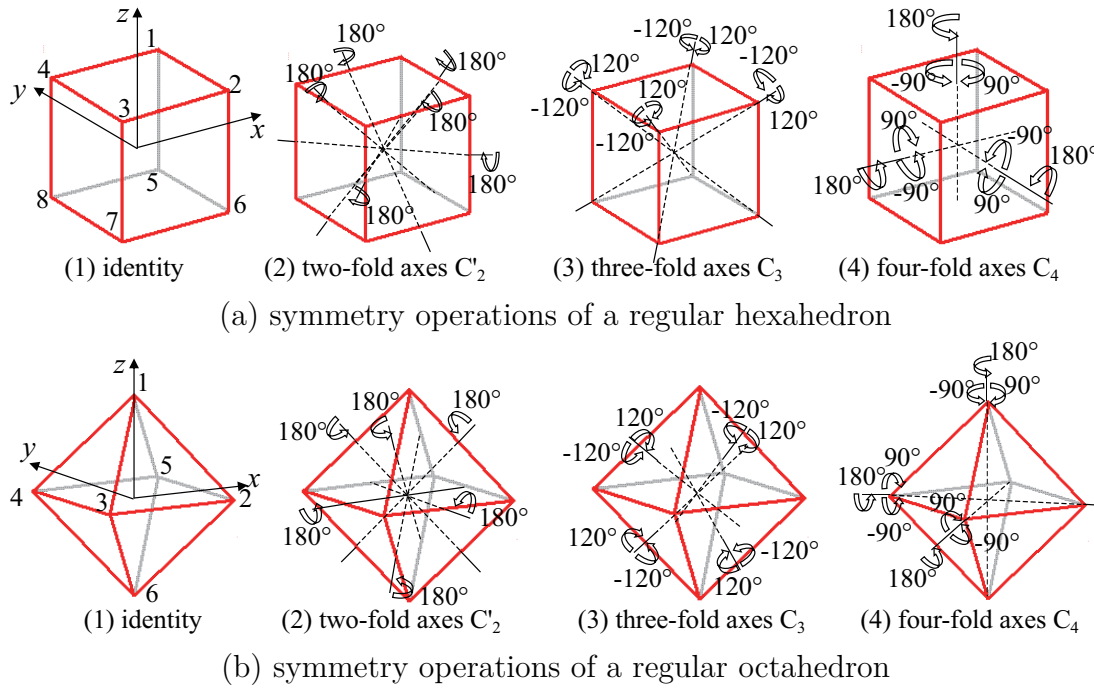 z 1 4 2 y 3 x 5 8 7 6
180° 180° 180° 180° 180° 180°
-120° 120° -120° 120° -120° 120° -120° 120°
180° -90° 90° 90° -90° 180° 180° -90° 90°
(1) identity (2) two-fold axes C'2 (3) three-fold axes C3 (4) four-fold axes C4
(a) symmetry operations of a regular hexahedron
z 1 y 5 x 4 3 2 6
180° 180° 180° 180° 180° 180°
120° -120° -120° 120° 120° -120° -120° 120°
180° -90° 90° 90° 180° 90° -90° -90° 180°
(1) identity (2) two-fold axes C'2 (3) three-fold axes C3 (4) four-fold axes C4
(b) symmetry operations of a regular octahedron